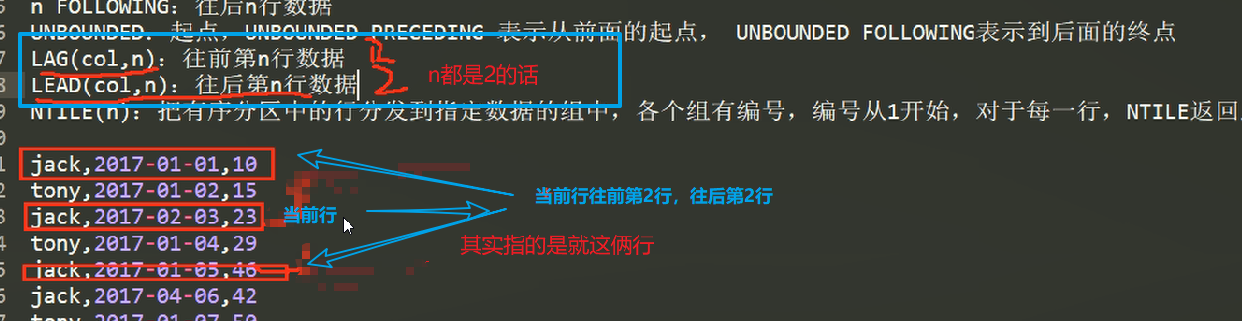 n FOLLOWING：往后n行数据
UNBOUNDED：起点，UNBOUNDED PRECEDING 表示从前面的起点， UNBOUNDED FOLLOWING表示到后面的终点
LAG(col,n)：往前第n行数据
LEAD(col,n)：往后第n行数据
n都是2的话
NTILE(n)：把有序分区中的行分发到指定数据的组中，各个组有编号，编号从1开始，对于每一行，NTILE返回
jack,2017-01-01,10
tony,2017-01-02,15
当前行往前第2行，往后第2行
jack,2017-02-03,23
当前行
tony,2017-01-04,29
其实指的是就这俩行
jack,2017-01-05,46
jack,2017-04-06,42
tony,2017-01-07,50